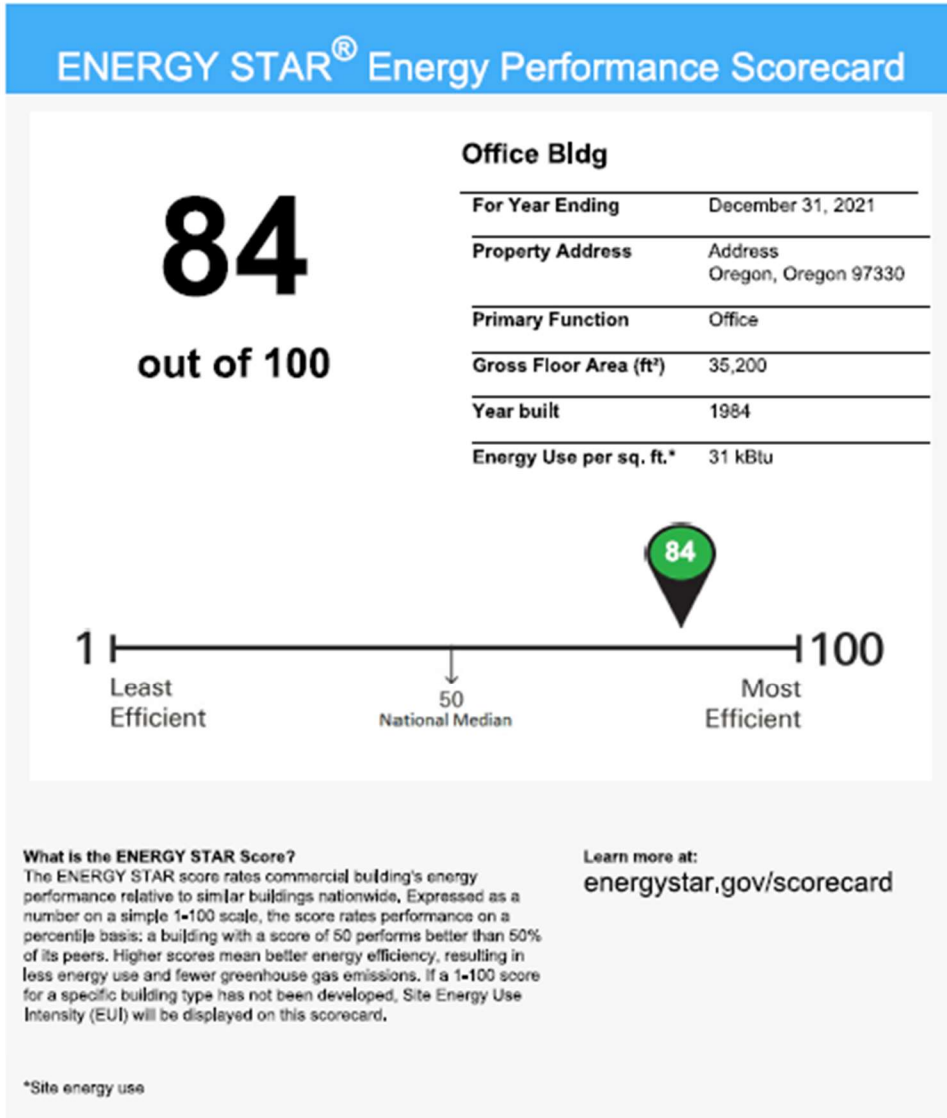 ENERGY STAR® Energy Performance Scorecard
84
out of 100
Office Bldg
For Year Ending December 31, 2021
Property Address Address
Oregon, Oregon 97330
Primary Function Office
Gross Floor Area (ft²) 35,200
Year built 1984
Energy Use per sq. ft.* 31 kBtu
84
1 100
Least
Efficient
50
National Median
Most
Efficient
What is the ENERGY STAR Score?
The ENERGY STAR score rates commercial building's energy
performance relative to similar buildings nationwide. Expressed as a
number on a simple 1-100 scale, the score rates performance on a
percentile basis: a building with a score of 50 performs better than 50%
of its peers. Higher scores mean better energy efficiency, resulting in
less energy use and fewer greenhouse gas emissions. If a 1-100 score
for a specific building type has not been developed, Site Energy Use
Intensity (EUI) will be displayed on this scorecard.
Learn more at:
energystar.gov/scorecard
*Site energy use